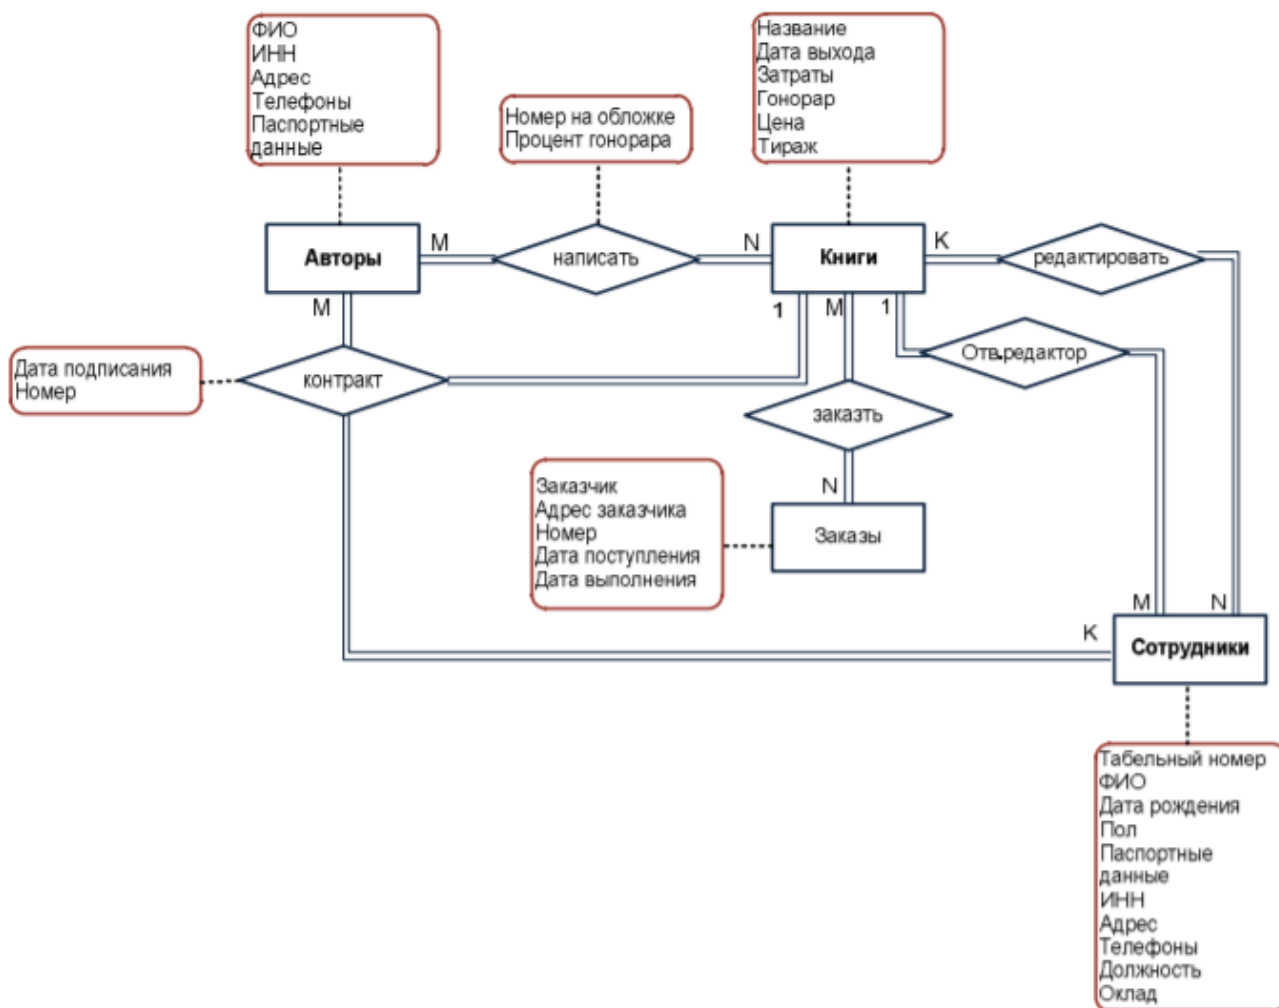 ФИО
ИНН
Адрес
Телефоны
Паспортные
данные
Номер на обложке
Процент гонорара
Название
Дата выхода
Затраты
Гонорар
Цена
Тираж
Авторы
M
написать
N
Книги
K
редактировать
M
1
M
1
Отв.редактор
Дата подписания
Номер
контракт
заказть
Заказчик
Адрес заказчика
Номер
Дата поступления
Дата выполнения
N
Заказы
M
N
K
Сотрудники
Табельный номер
ФИО
Дата рождения
Пол
Паспортные
данные
ИНН
Адрес
Телефоны
Должность
Оклад